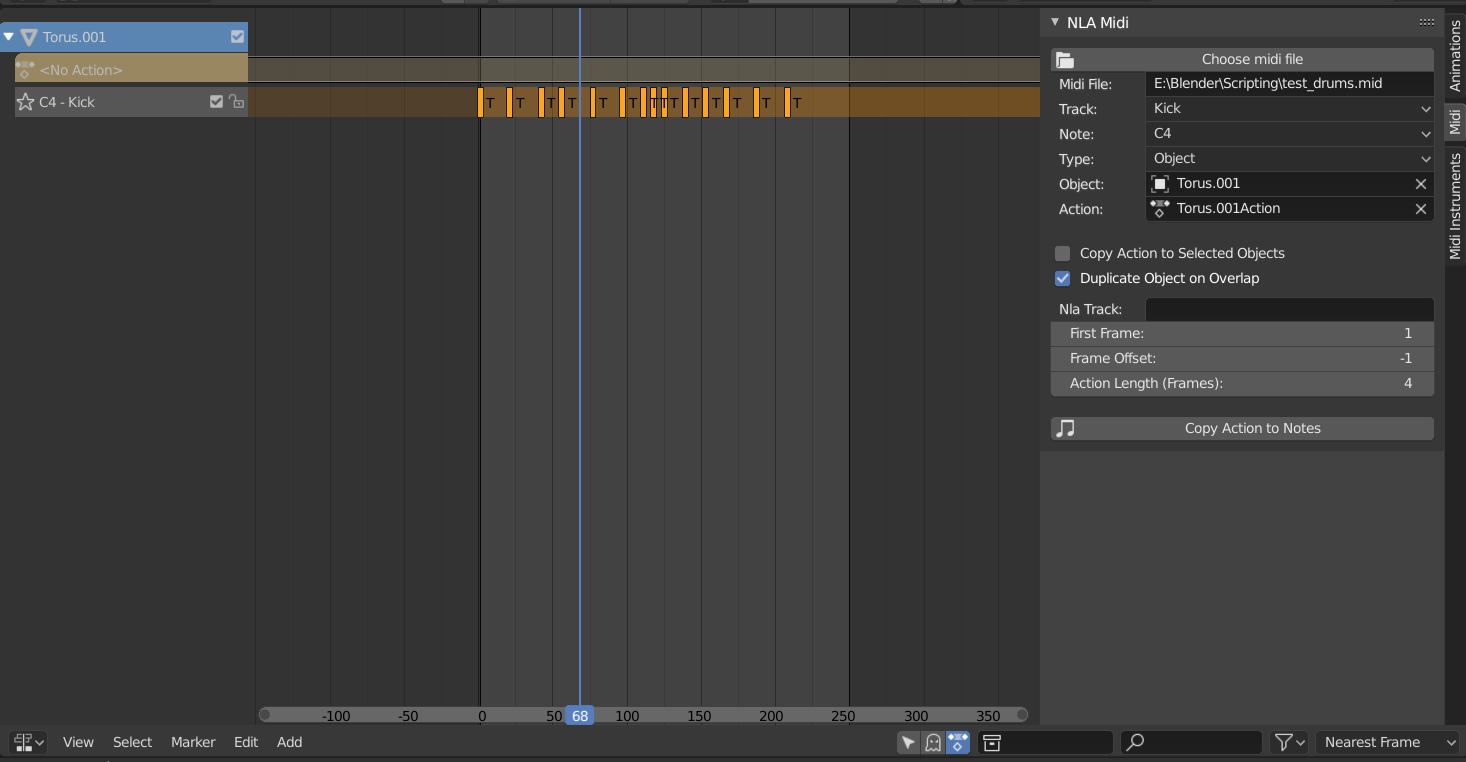 Torus.001
<No Action>
C4 - Kick
T T T T T T T T T T T T T T
-100 -50 0 50 68 100 150 200 250 300 350
View Select Marker Edit Add
Nearest Frame
NLA Midi
Choose midi file
Midi File: E:\Blender\Scripting\test_drums.mid
Track: Kick
Note: C4
Type: Object
Object: Torus.001
Action: Torus.001Action
Copy Action to Selected Objects
Duplicate Object on Overlap
Nla Track:
First Frame: 1
Frame Offset: -1
Action Length (Frames): 4
Copy Action to Notes
Animations
Midi
Midi Instruments